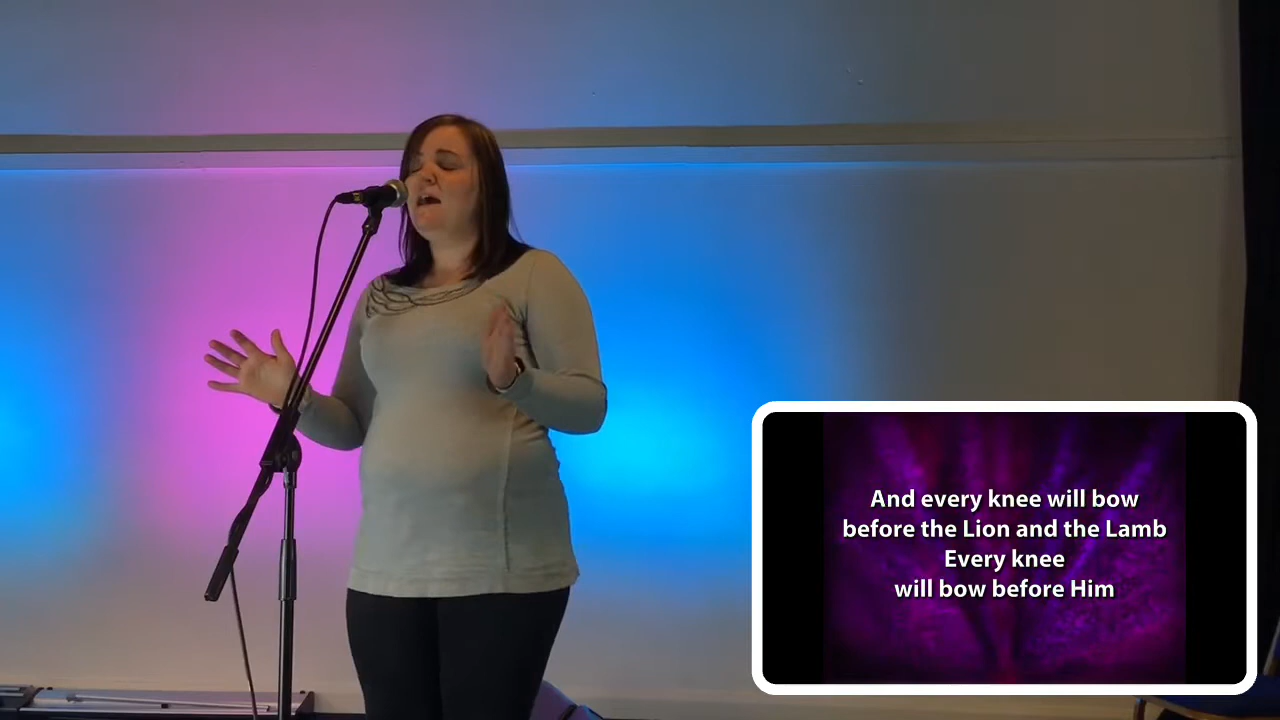 And every knee will bow
before the Lion and the Lamb
Every knee
will bow before Him